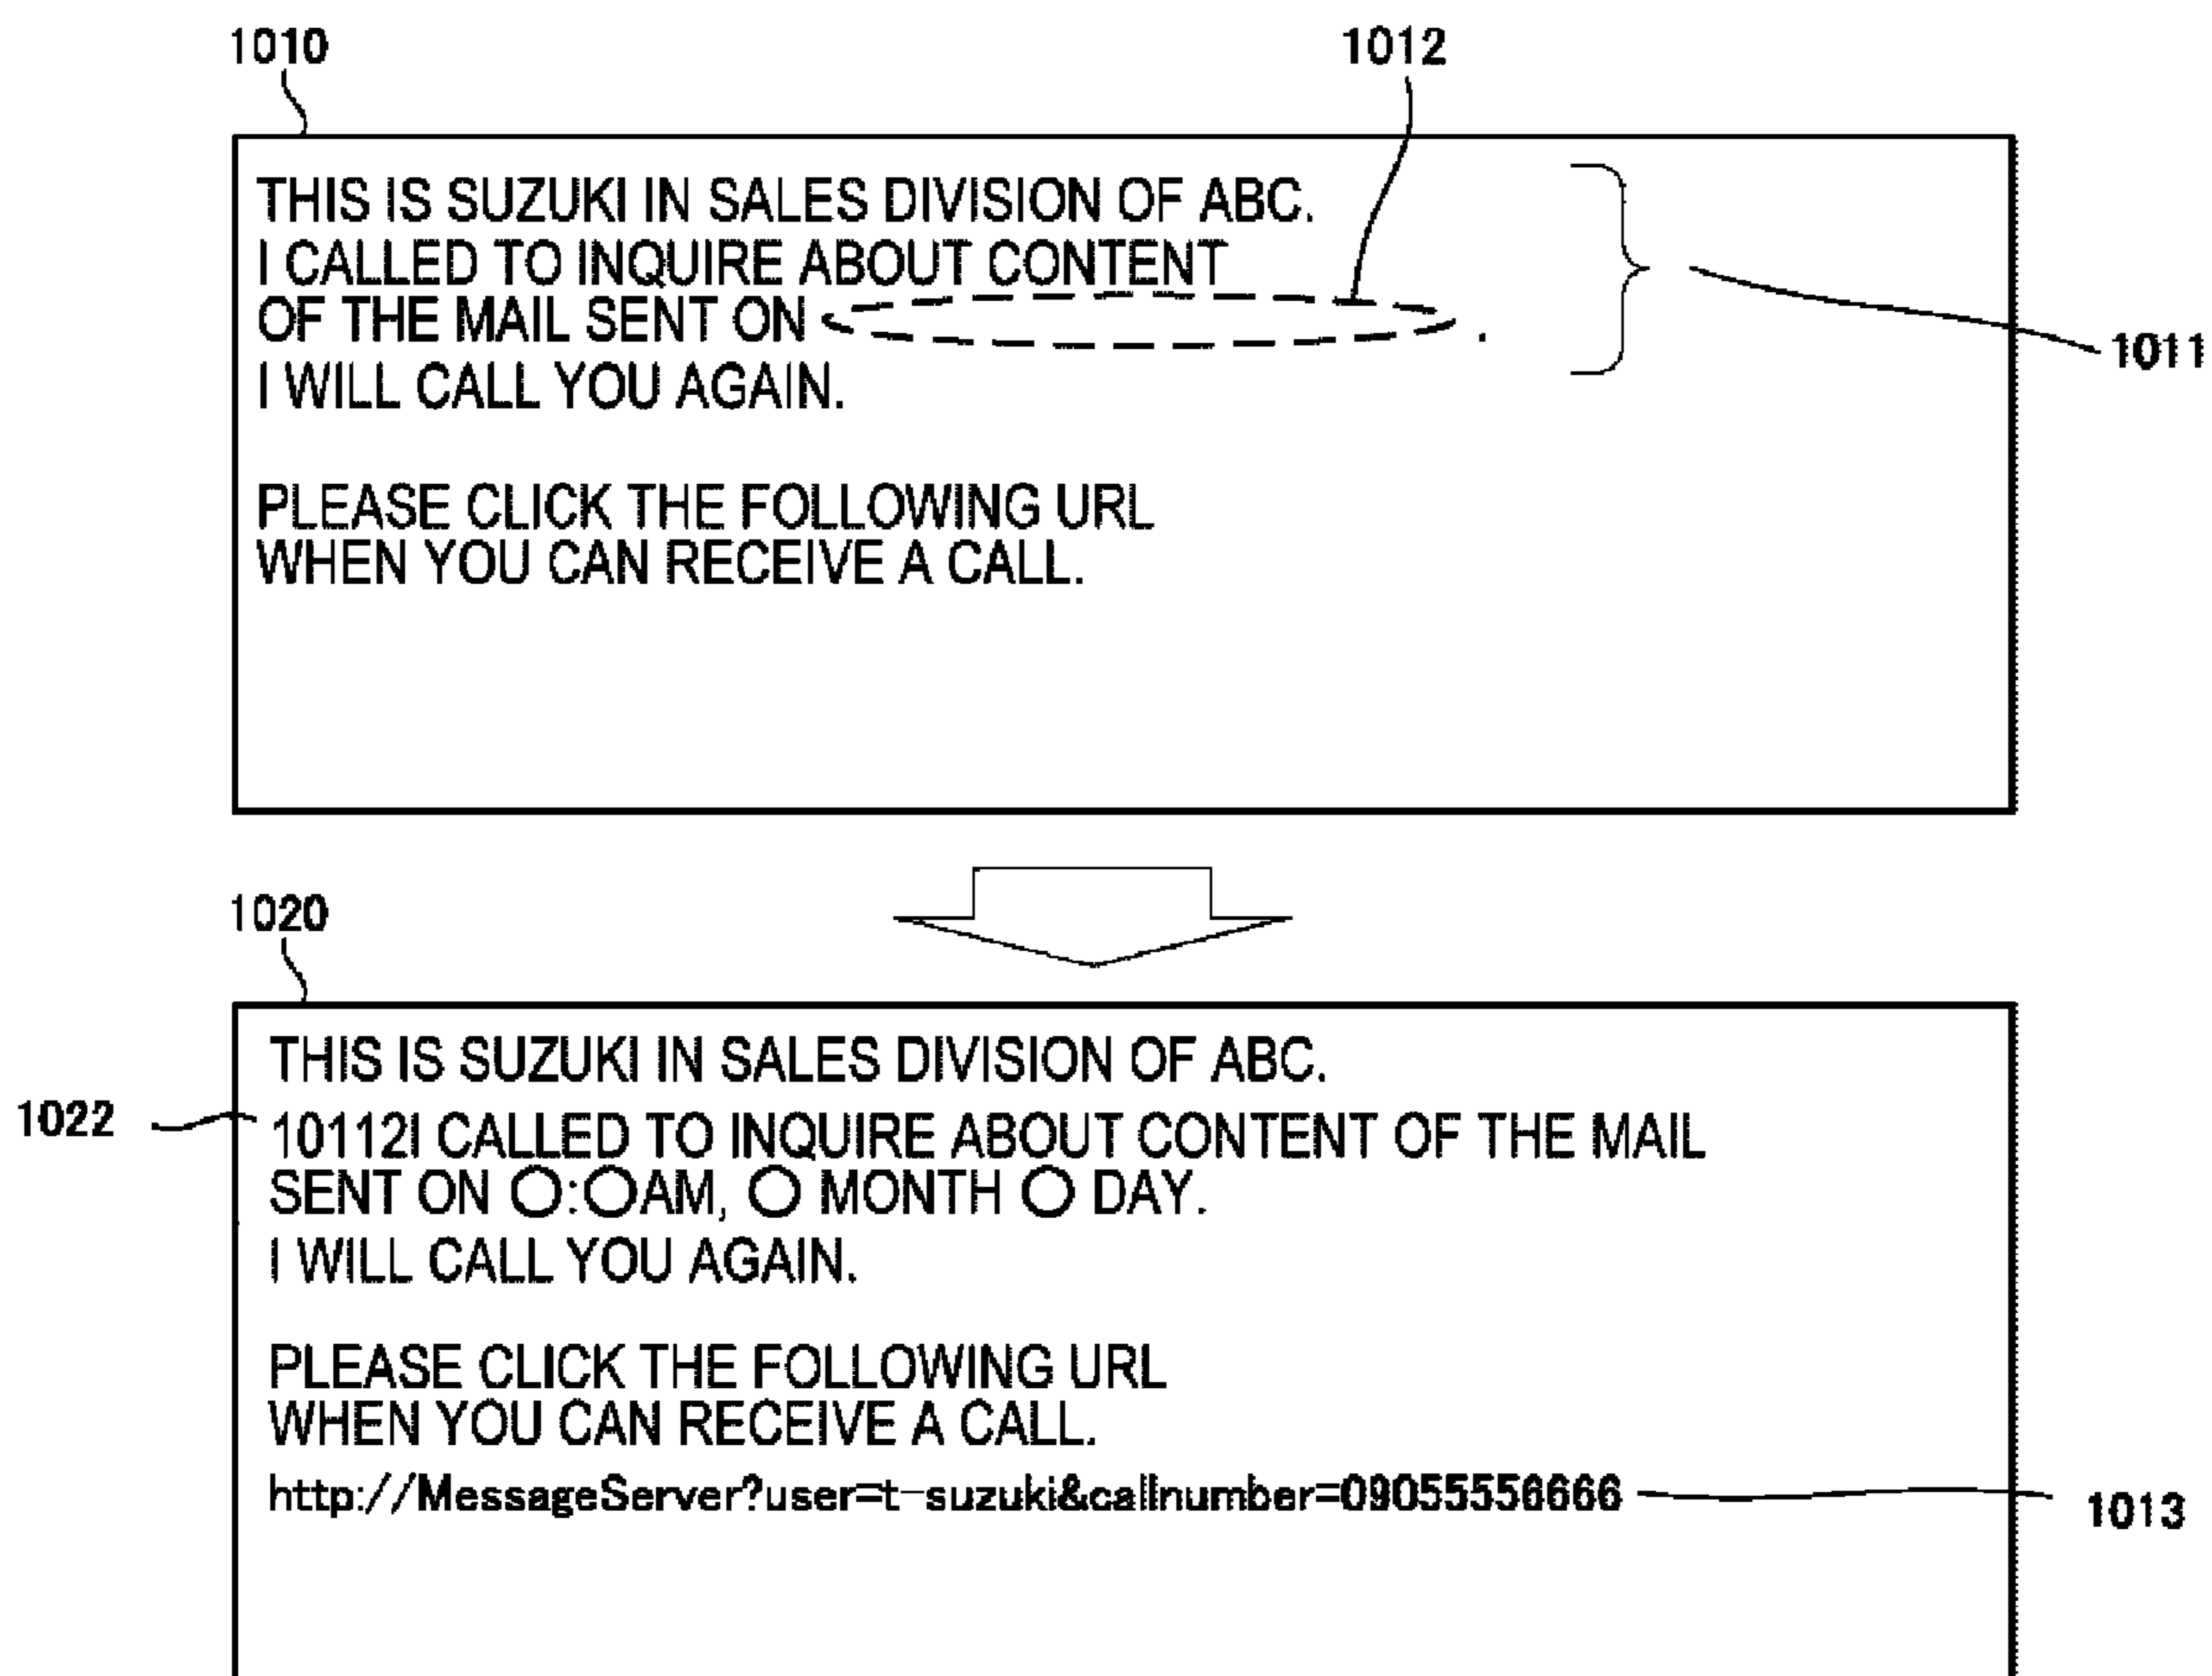 1010
1012
THIS IS SUZUKI IN SALES DIVISION OF ABC.
I CALLED TO INQUIRE ABOUT CONTENT
OF THE MAIL SENT ON .
1011
I WILL CALL YOU AGAIN.
PLEASE CLICK THE FOLLOWING URL
WHEN YOU CAN RECEIVE A CALL.
1020
THIS IS SUZUKI IN SALES DIVISION OF ABC.
1022
10112I CALLED TO INQUIRE ABOUT CONTENT OF THE MAIL
SENT ON ○:○AM, ○ MONTH ○ DAY.
I WILL CALL YOU AGAIN.
PLEASE CLICK THE FOLLOWING URL
WHEN YOU CAN RECEIVE A CALL.
http://MessageServer?user=t-suzuki&callnumber=09055556666
1013